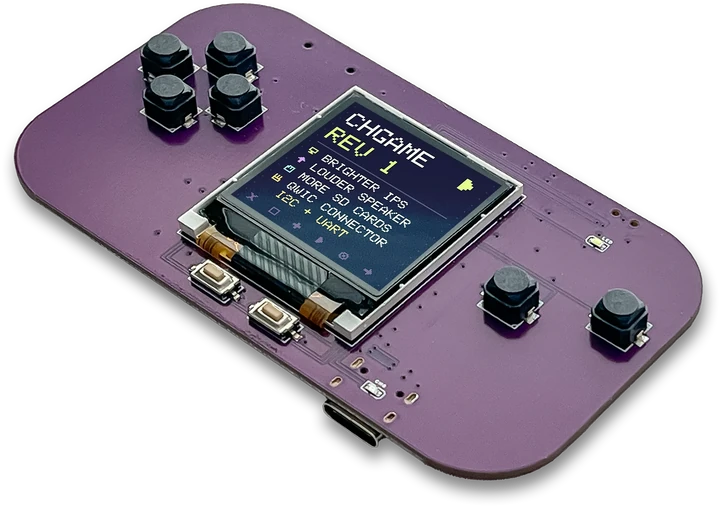 CHGAME
REV 1
BRIGHTER IPS
LOUDER SPEAKER
MORE SD CARDS
QWIC CONNECTOR
I2C + UART